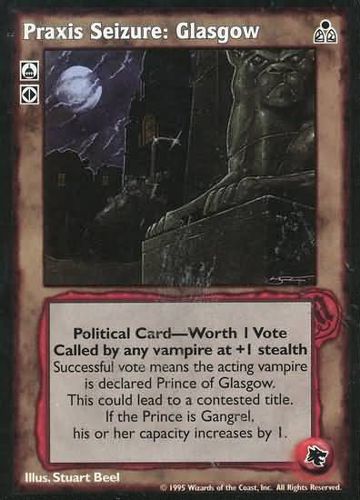 Praxis Seizure: Glasgow
Political Card—Worth 1 Vote
Called by any vampire at +1 stealth
Successful vote means the acting vampire
is declared Prince of Glasgow.
This could lead to a contested title.
If the Prince is Gangrel,
his or her capacity increases by 1.
Illus. Stuart Beel
© 1995 Wizards of the Coast, Inc. All Rights Reserved.